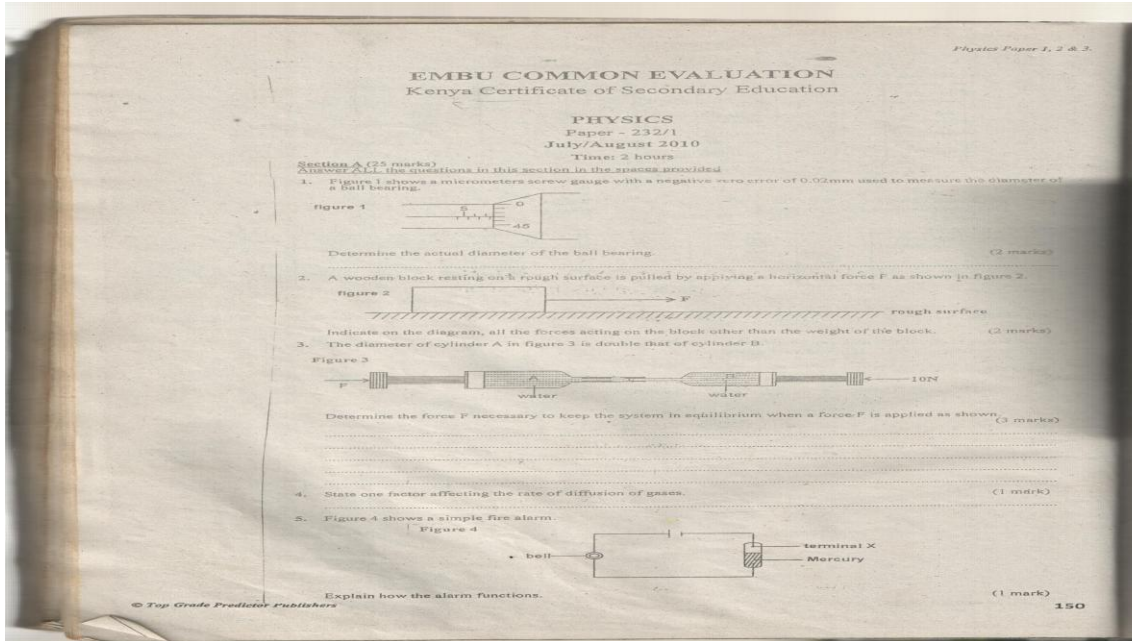 Physics Paper 1, 2 & 3.
EMBU COMMON EVALUATION
Kenya Certificate of Secondary Education
PHYSICS
Paper - 232/1
July/August 2010
Time: 2 hours
Section A (25 marks)
Answer ALL the questions in this section in the spaces provided
1. Figure 1 shows a micrometers screw gauge with a negative zero error of 0.02mm used to measure the diameter of
a ball bearing.
figure 1
5
0
45
Determine the actual diameter of the ball bearing. (2 marks)
2. A wooden block resting on a rough surface is pulled by applying a horizontal force F as shown in figure 2.
figure 2
F
rough surface
Indicate on the diagram, all the forces acting on the block other than the weight of the block. (2 marks)
3. The diameter of cylinder A in figure 3 is double that of cylinder B.
Figure 3
F
A
B
10N
water
water
Determine the force F necessary to keep the system in equilibrium when a force F is applied as shown.
(3 marks)
4. State one factor affecting the rate of diffusion of gases. (1 mark)
5. Figure 4 shows a simple fire alarm.
Figure 4
bell
terminal X
Mercury
Explain how the alarm functions. (1 mark)
© Top Grade Predictor Publishers
150